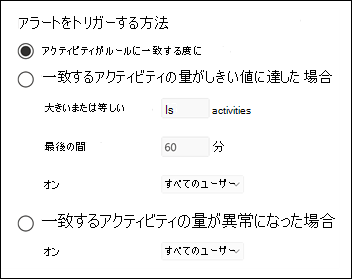 アラートをトリガーする方法
アクティビティがルールに一致する度に
一致するアクティビティの量がしきい値に達した 場合
大きいまたは等しい Is activities
最後の間 60 分
オン すべてのユーザー
一致するアクティビティの量が異常になった場合
オン すべてのユーザー